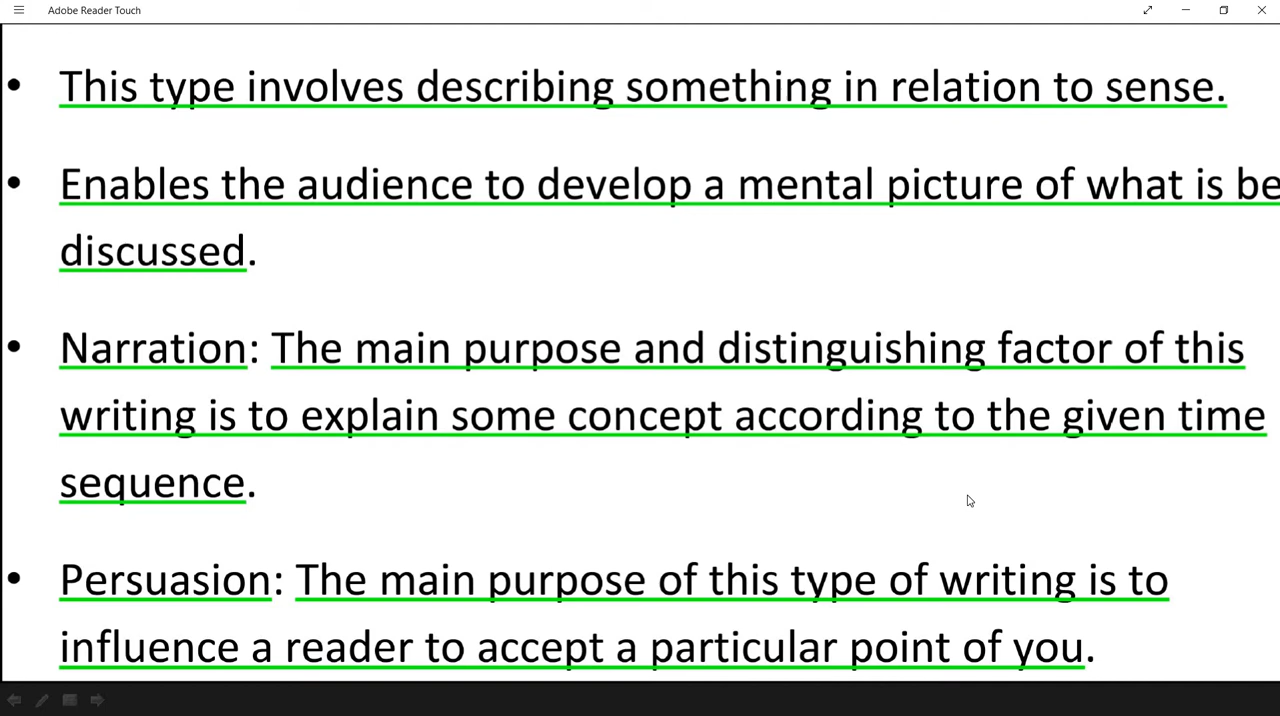 Adobe Reader Touch
• This type involves describing something in relation to sense.
• Enables the audience to develop a mental picture of what is be
discussed.
• Narration: The main purpose and distinguishing factor of this
writing is to explain some concept according to the given time
sequence.
• Persuasion: The main purpose of this type of writing is to
influence a reader to accept a particular point of you.